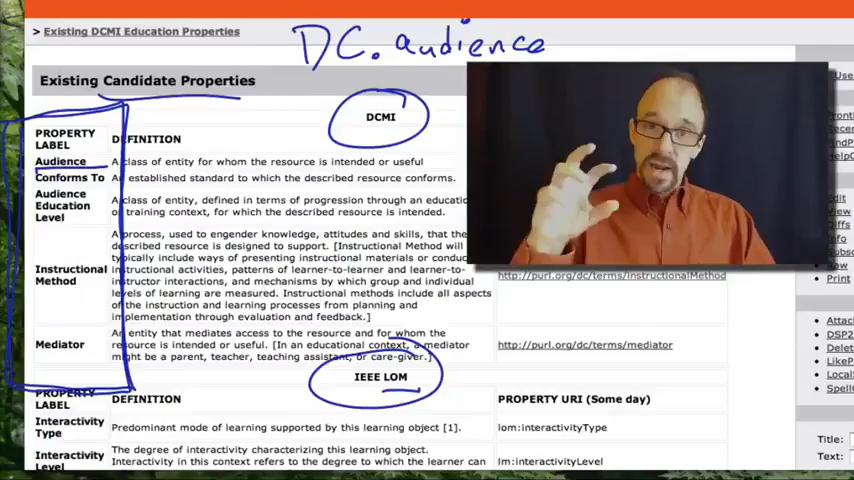 > Existing DCMI Education Properties
DC. audience
Existing Candidate Properties
DCMI
PROPERTY LABEL DEFINITION
Audience A class of entity for whom the resource is intended or useful
Conforms To An established standard to which the described resource conforms.
Audience Education Level
A class of entity, defined in terms of progression through an
or training context, for which the described resource is intended.
Instructional Method
A process, used to engender knowledge, attitudes and skills, that the
described resource is designed to support. [Instructional Method will
typically include ways of presenting instructional materials or
instructional activities, patterns of learner-to-learner and learner-to-
instructor interactions, and mechanisms by which group and individual
levels of learning are measured. Instructional methods include all aspects
of the instruction and learning processes from planning and
implementation through evaluation and feedback.]
http://purl.org/dc/terms/instructionalMethod
Mediator
An entity that mediates access to the resource and for whom the
resource is intended or useful. [In an educational context, a mediator
might be a parent, teacher, teaching assistant, or care-giver.]
http://purl.org/dc/terms/mediator
IEEE LOM
PROPERTY LABEL DEFINITION PROPERTY URI (Some day)
Interactivity Type Predominant mode of learning supported by this learning object [1]. lom:interactivityType
Interactivity Level
The degree of interactivity characterizing this learning object.
Interactivity in this context refers to the degree to which the learner can
lom:interactivityLevel
Use
Edit
View
Diffs
Info
Raw
Print
Title:
Text: